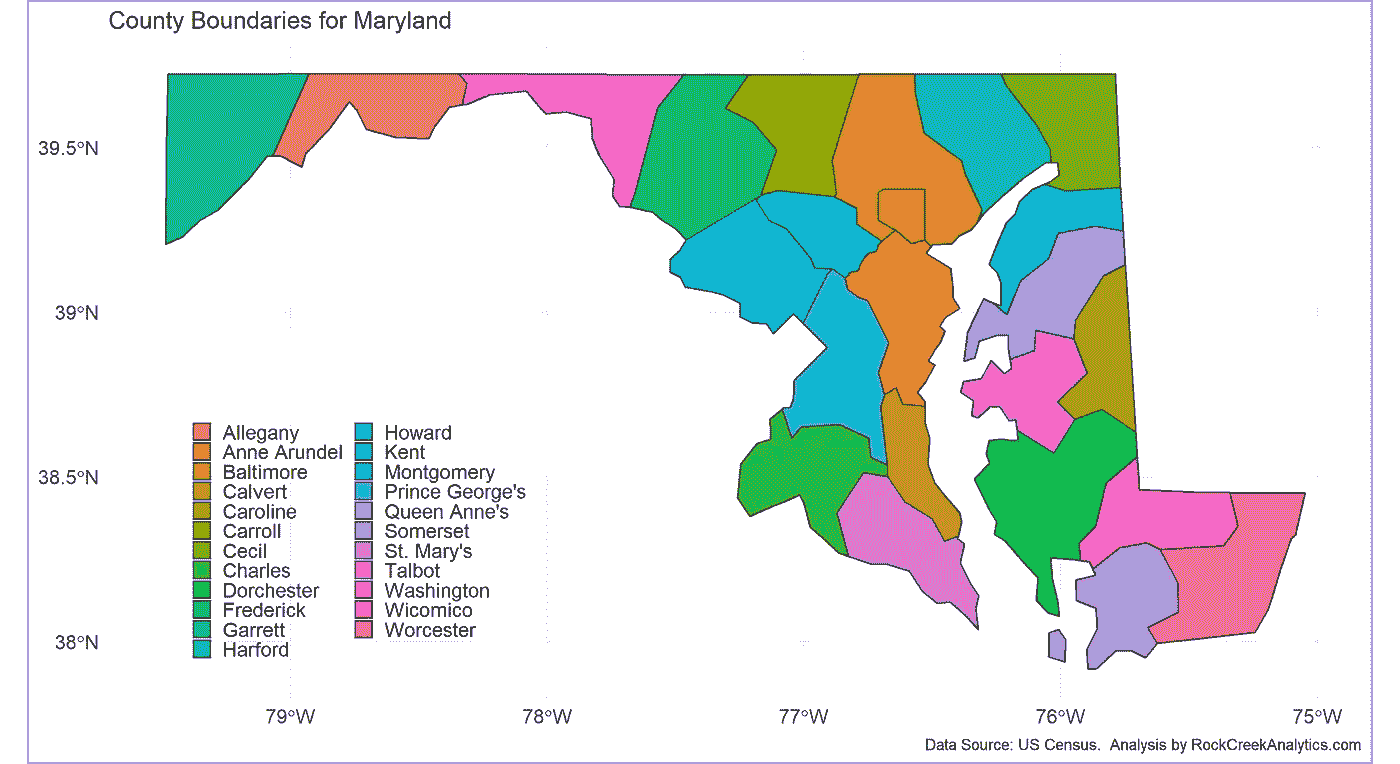 County Boundaries for Maryland
39.5°N
39°N
38.5°N
38°N
Allegany
Anne Arundel
Baltimore
Calvert
Caroline
Carroll
Cecil
Charles
Dorchester
Frederick
Garrett
Harford
Howard
Kent
Montgomery
Prince George's
Queen Anne's
Somerset
St. Mary's
Talbot
Washington
Wicomico
Worcester
79°W
78°W
77°W
76°W
75°W
Data Source: US Census. Analysis by RockCreekAnalytics.com